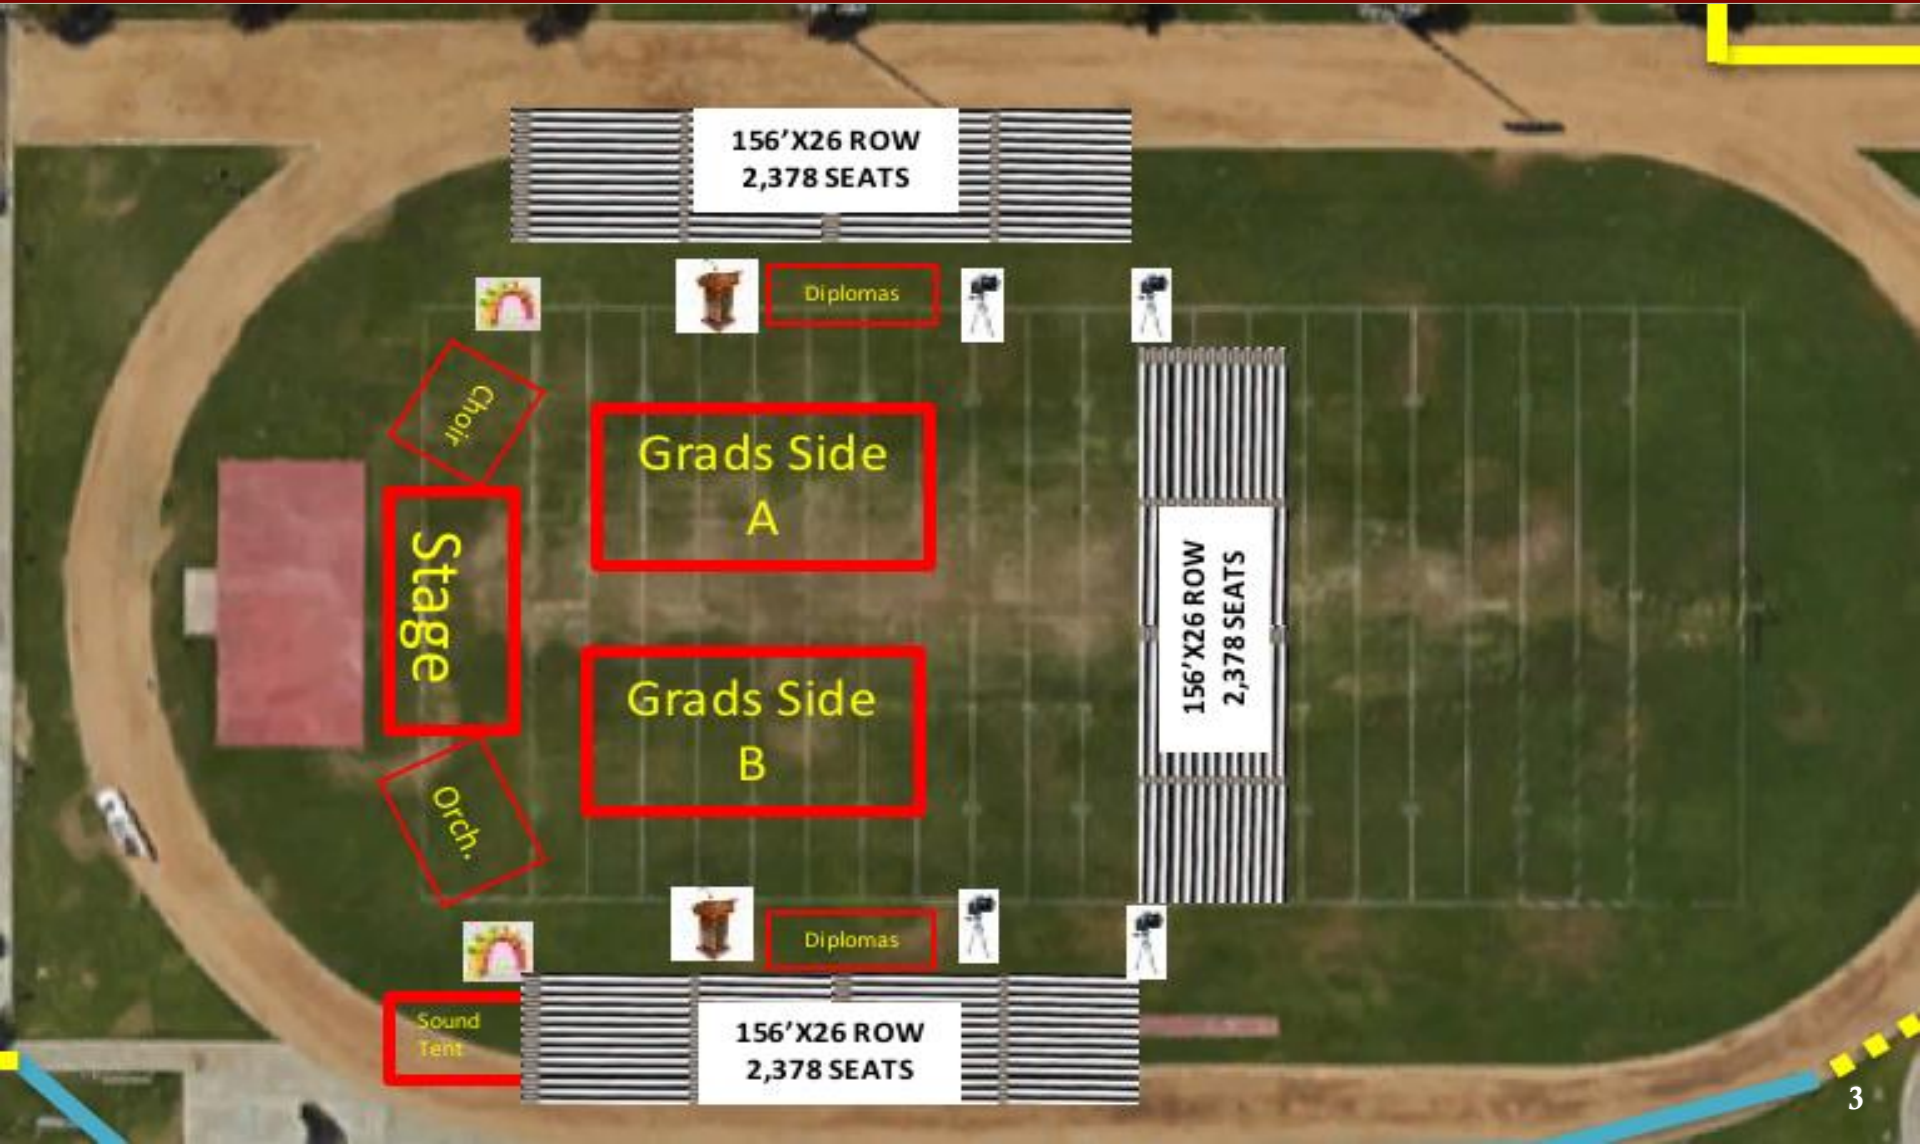 156’X26 ROW
2,378 SEATS
Diplomas
Choir
Grads Side
A
Stage
156’X26 ROW
2,378 SEATS
Grads Side
B
Orch.
Diplomas
Sound
Tent
156’X26 ROW
2,378 SEATS
3